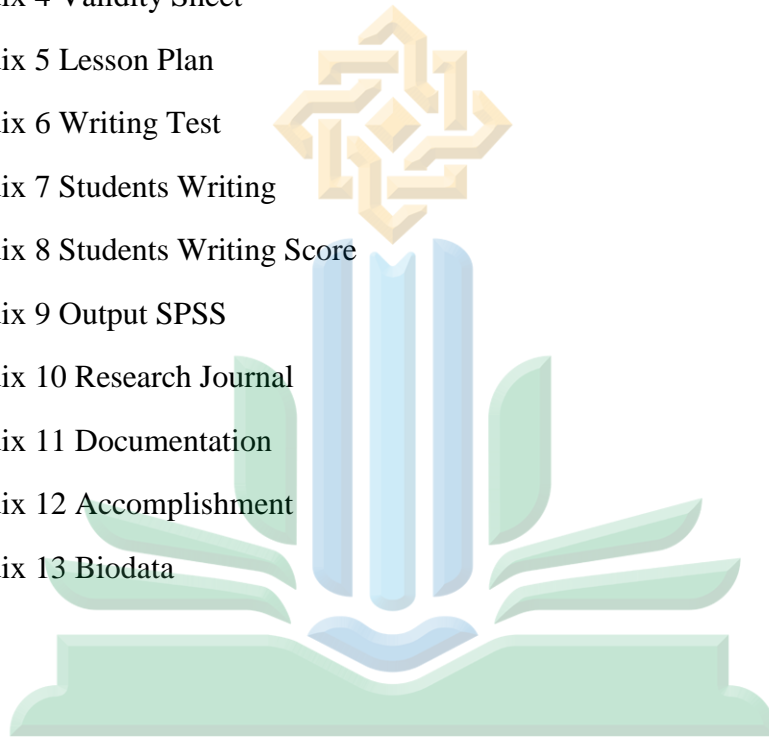 ix 4 Validity Sheet
ix 5 Lesson Plan
ix 6 Writing Test
ix 7 Students Writing
ix 8 Students Writing Score
ix 9 Output SPSS
ix 10 Research Journal
ix 11 Documentation
ix 12 Accomplishment
ix 13 Biodata